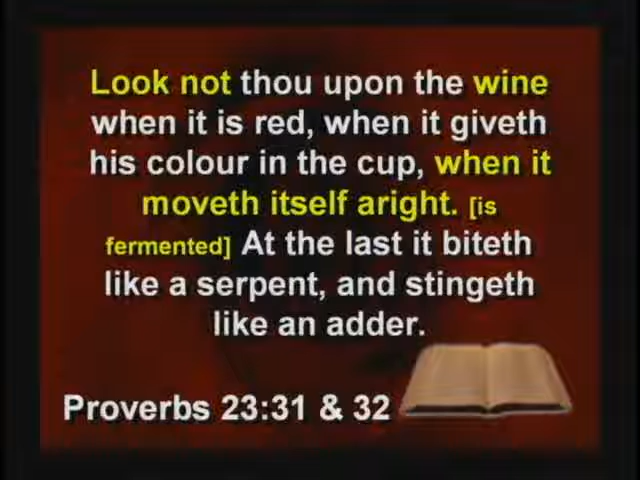 Look not thou upon the wine
when it is red, when it giveth
his colour in the cup, when it
moveth itself aright. [is
fermented] At the last it biteth
like a serpent, and stingeth
like an adder.
Proverbs 23:31 & 32